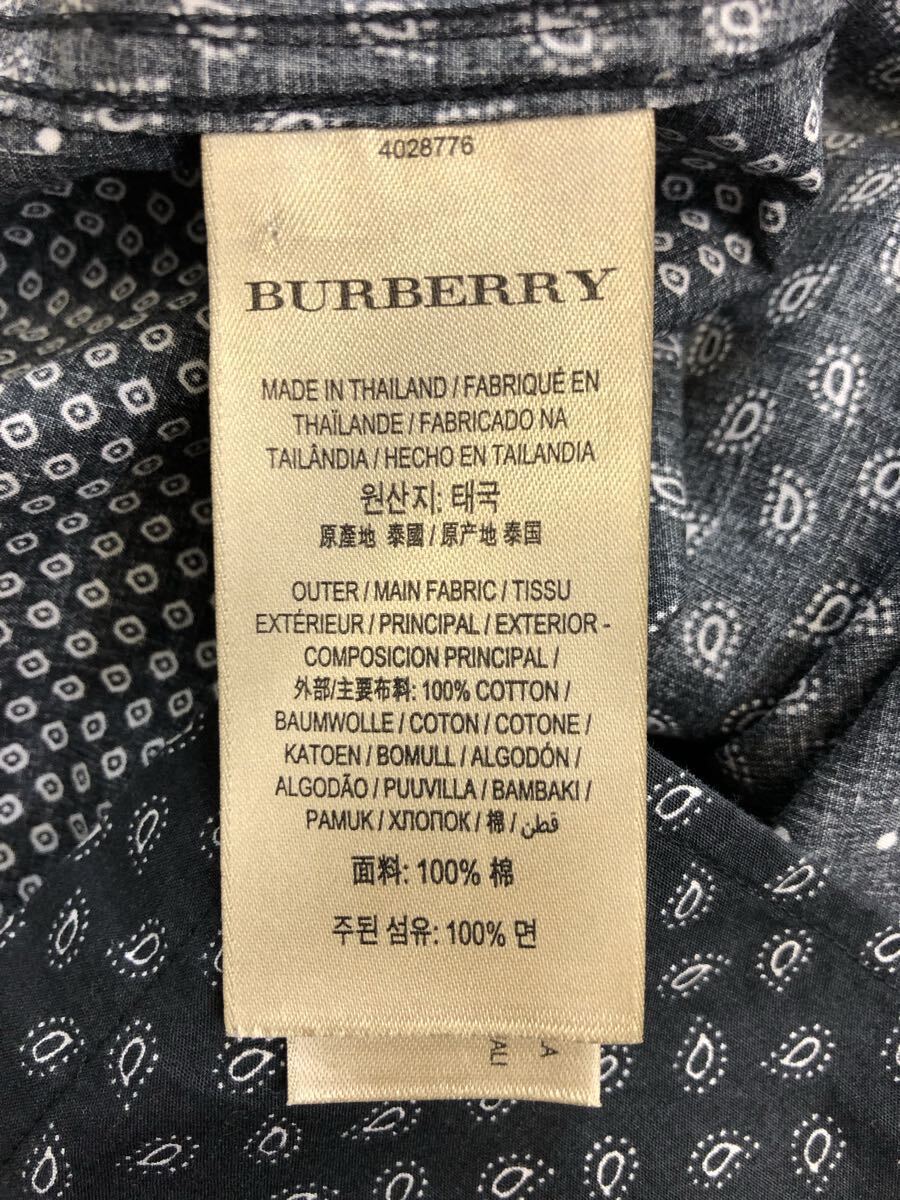 4028776
BURBERRY
MADE IN THAILAND / FABRIQUÉ EN
THAÏLANDE / FABRICADO NA
TAILÂNDIA / HECHO EN TAILANDIA
원산지: 태국
原產地 泰國 / 原产地 泰国
OUTER / MAIN FABRIC / TISSU
EXTÉRIEUR / PRINCIPAL / EXTERIOR -
COMPOSICION PRINCIPAL /
外部/主要布料: 100% COTTON /
BAUMWOLLE / COTON / COTONE /
KATOEN / BOMULL / ALGODÓN /
ALGODÃO / PUUVILLA / BAMBAKI /
PAMUK / ХЛОПОК / 棉 / قطن
面料: 100% 棉
주된 섬유: 100% 면